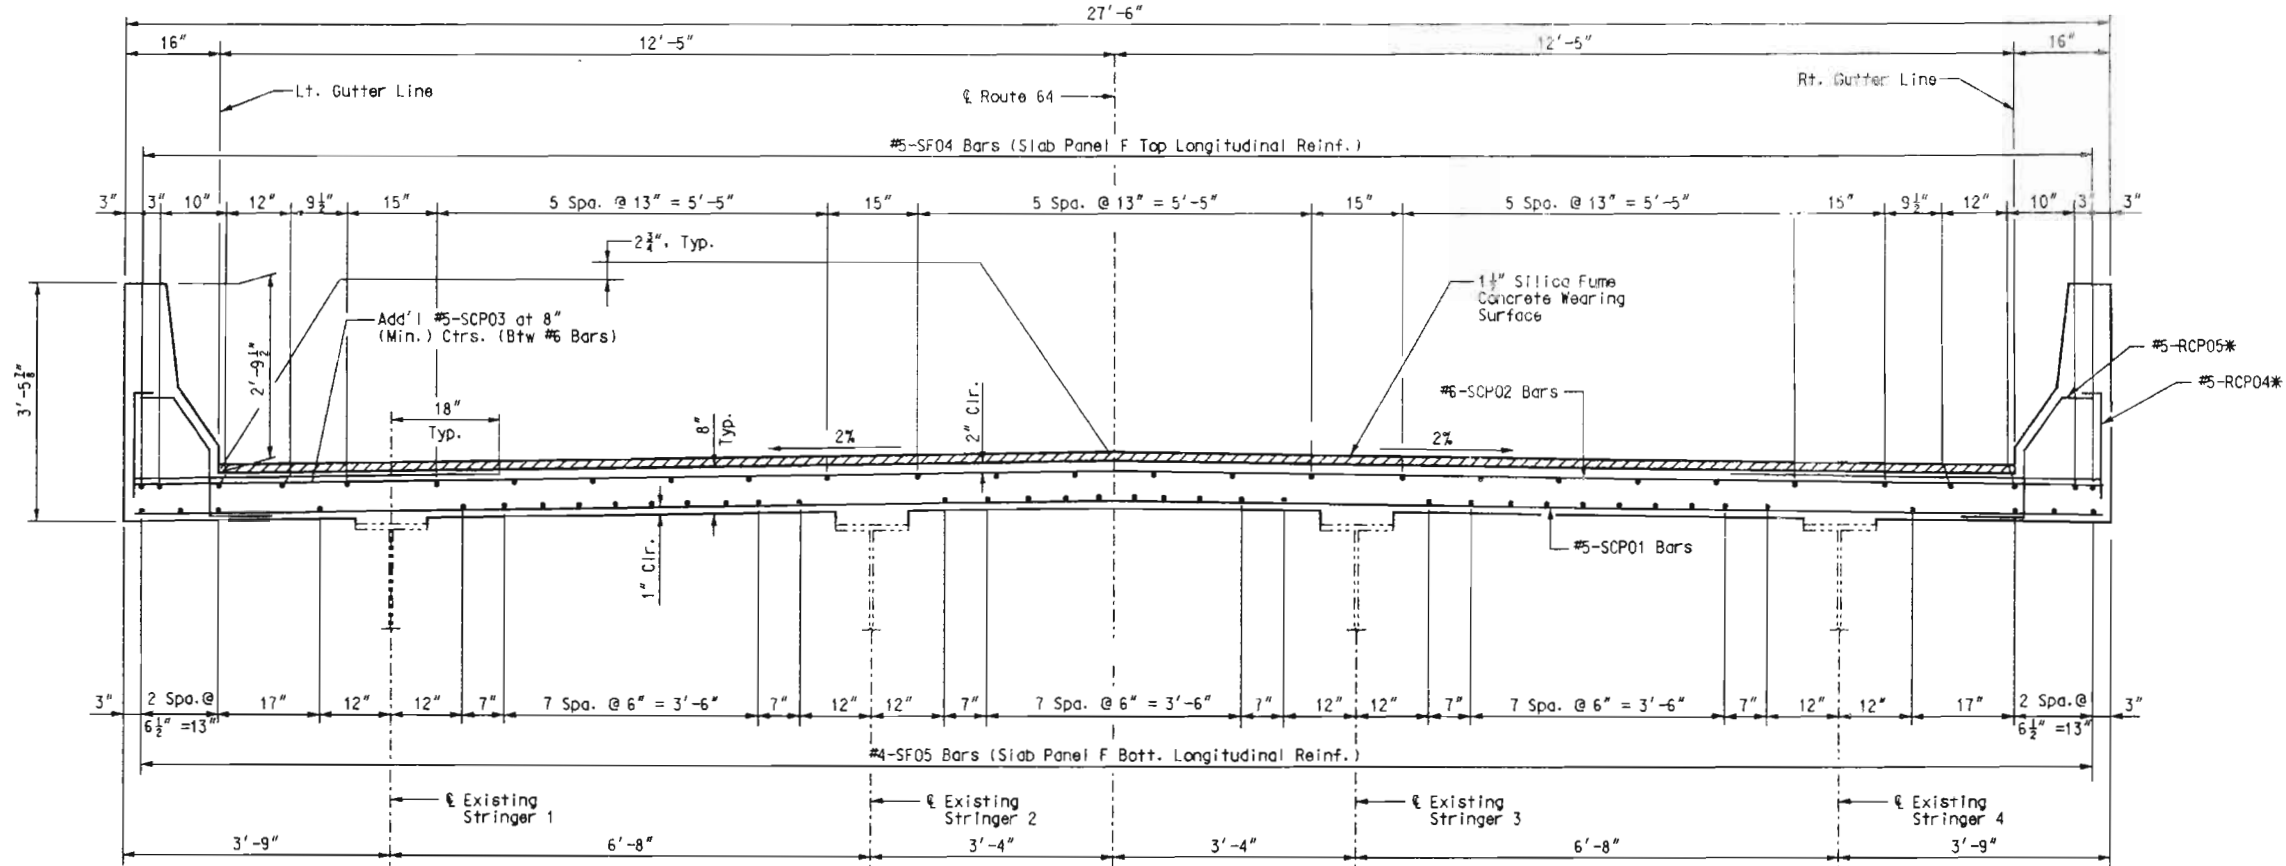 27'-6"
16" 12'-5" 12'-5" 16"
Lt. Gutter Line
℄ Route 64
Rt. Gutter Line
#5-SF04 Bars (Slab Panel F Top Longitudinal Reinf.)
3" 3" 10" 12" 9½" 15" 5 Spa. @ 13" = 5'-5" 15" 5 Spa. @ 13" = 5'-5" 15" 5 Spa. @ 13" = 5'-5" 15" 9½" 12" 10" 3" 3"
2¾", Typ.
1½" Silica Fume
Concrete Wearing
Surface
Add'l #5-SCP03 at 8"
(Min.) Ctrs. (Btw #6 Bars)
#5-RCP05*
#5-RCP04*
3'-5⅞"
2'-9½"
#6-SCP02 Bars
18"
Typ.
8"
Typ.
2%
2" Clr.
2%
1" Clr.
#5-SCP01 Bars
3" 2 Spa.@
6½" =13"
17" 12" 12" 7" 7 Spa. @ 6" = 3'-6" 7" 12" 12" 7" 7 Spa. @ 6" = 3'-6" 7" 12" 12" 7" 7 Spa. @ 6" = 3'-6" 7" 12" 12" 17"
2 Spa.@
6½" =13"
3"
#4-SF05 Bars (Slab Panel F Bott. Longitudinal Reinf.)
℄ Existing
Stringer 1
℄ Existing
Stringer 2
℄ Existing
Stringer 3
℄ Existing
Stringer 4
3'-9" 6'-8" 3'-4" 3'-4" 6'-8" 3'-9"